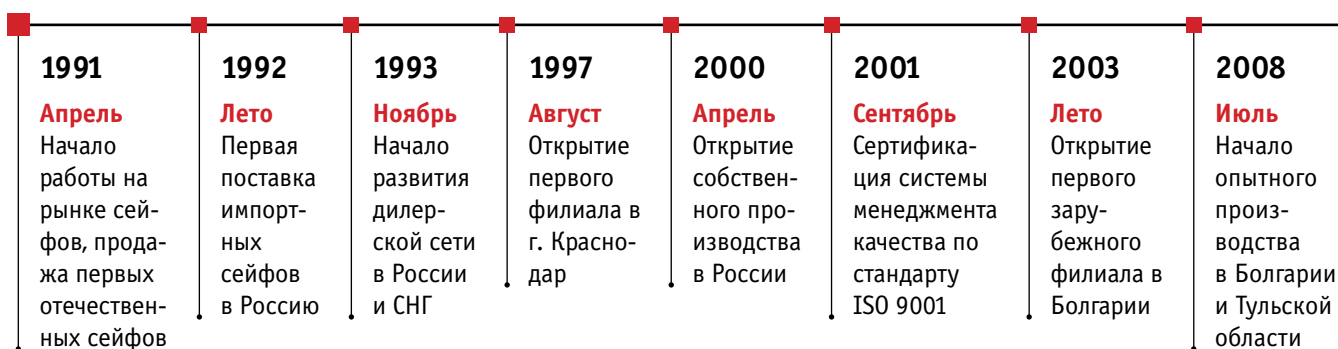 1991
Апрель
Начало
работы на
рынке сей-
фов, прода-
жа первых
отечествен-
ных сейфов
1992
Лето
Первая
поставка
импорт-
ных
сейфов
в Россию
1993
Ноябрь
Начало
развития
дилер-
ской сети
в России
и СНГ
1997
Август
Открытие
первого
филиала в
г. Красно-
дар
2000
Апрель
Открытие
собствен-
ного про-
изводства
в России
2001
Сентябрь
Сертифика-
ция системы
менеджмента
качества по
стандарту
ISO 9001
2003
Лето
Открытие
первого
зару-
бежного
филиала в
Болгарии
2008
Июль
Начало
опытного
произ-
водства
в Болгарии
и Тульской
области